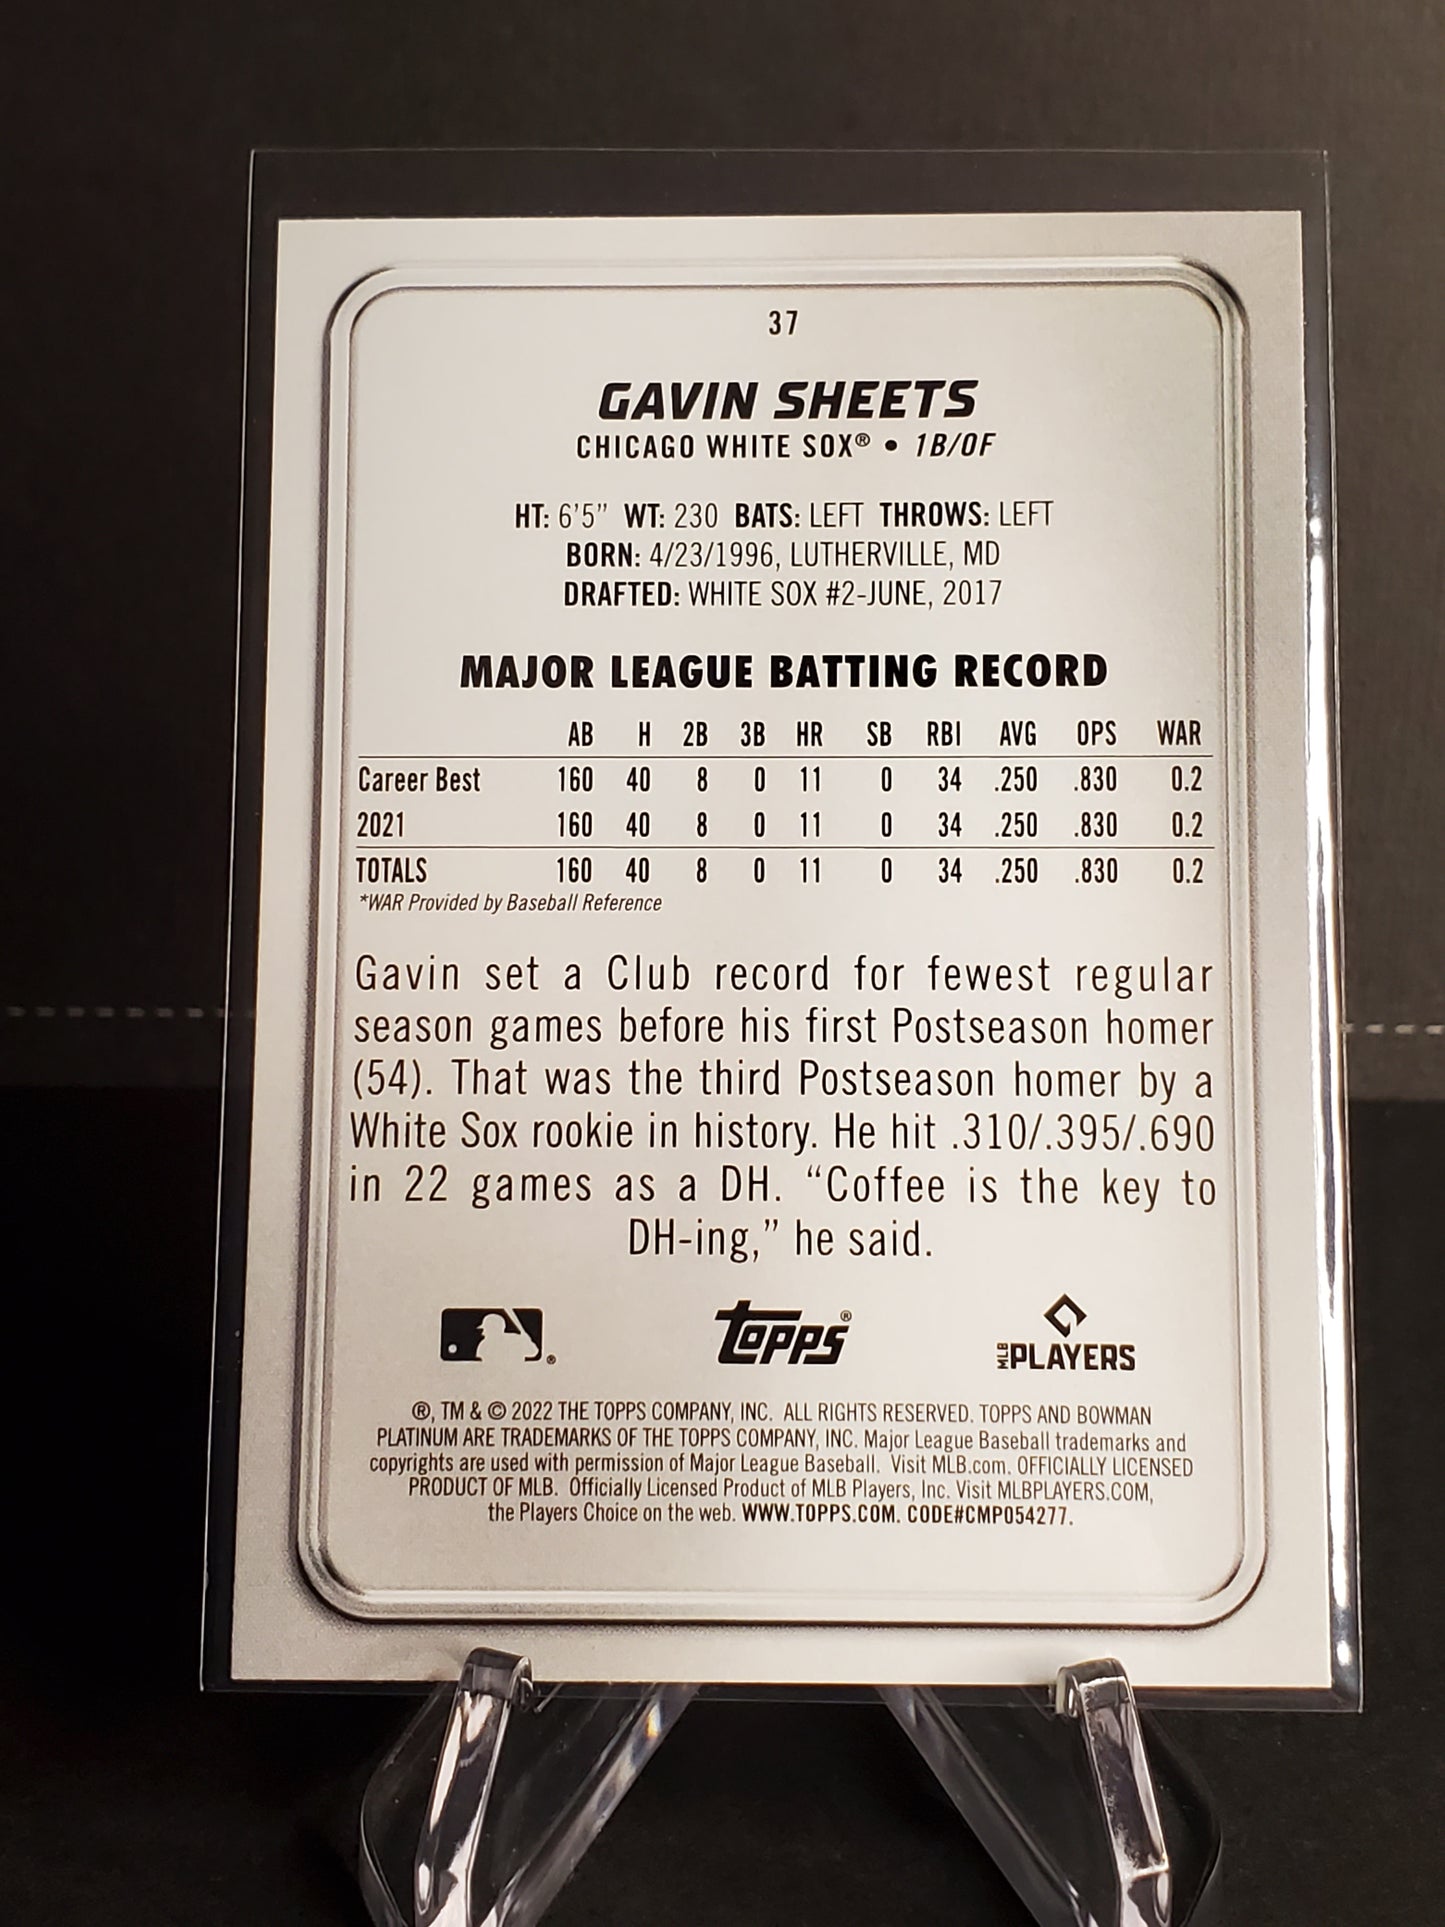 37
GAVIN SHEETS
CHICAGO WHITE SOX® • 1B/OF
HT: 6'5" WT: 230 BATS: LEFT THROWS: LEFT
BORN: 4/23/1996, LUTHERVILLE, MD
DRAFTED: WHITE SOX #2-JUNE, 2017
MAJOR LEAGUE BATTING RECORD
AB H 2B 3B HR SB RBI AVG OPS WAR
Career Best 160 40 8 0 11 0 34 .250 .830 0.2
2021 160 40 8 0 11 0 34 .250 .830 0.2
TOTALS 160 40 8 0 11 0 34 .250 .830 0.2
*WAR Provided by Baseball Reference
Gavin set a Club record for fewest regular
season games before his first Postseason homer
(54). That was the third Postseason homer by a
White Sox rookie in history. He hit .310/.395/.690
in 22 games as a DH. “Coffee is the key to
DH-ing,” he said.
® Topps® MLB PLAYERS
®, TM & © 2022 THE TOPPS COMPANY, INC. ALL RIGHTS RESERVED. TOPPS AND BOWMAN
PLATINUM ARE TRADEMARKS OF THE TOPPS COMPANY, INC. Major League Baseball trademarks and
copyrights are used with permission of Major League Baseball. Visit MLB.com. OFFICIALLY LICENSED
PRODUCT OF MLB. Officially Licensed Product of MLB Players, Inc. Visit MLBPLAYERS.COM,
the Players Choice on the web. WWW.TOPPS.COM. CODE#CMP054277.